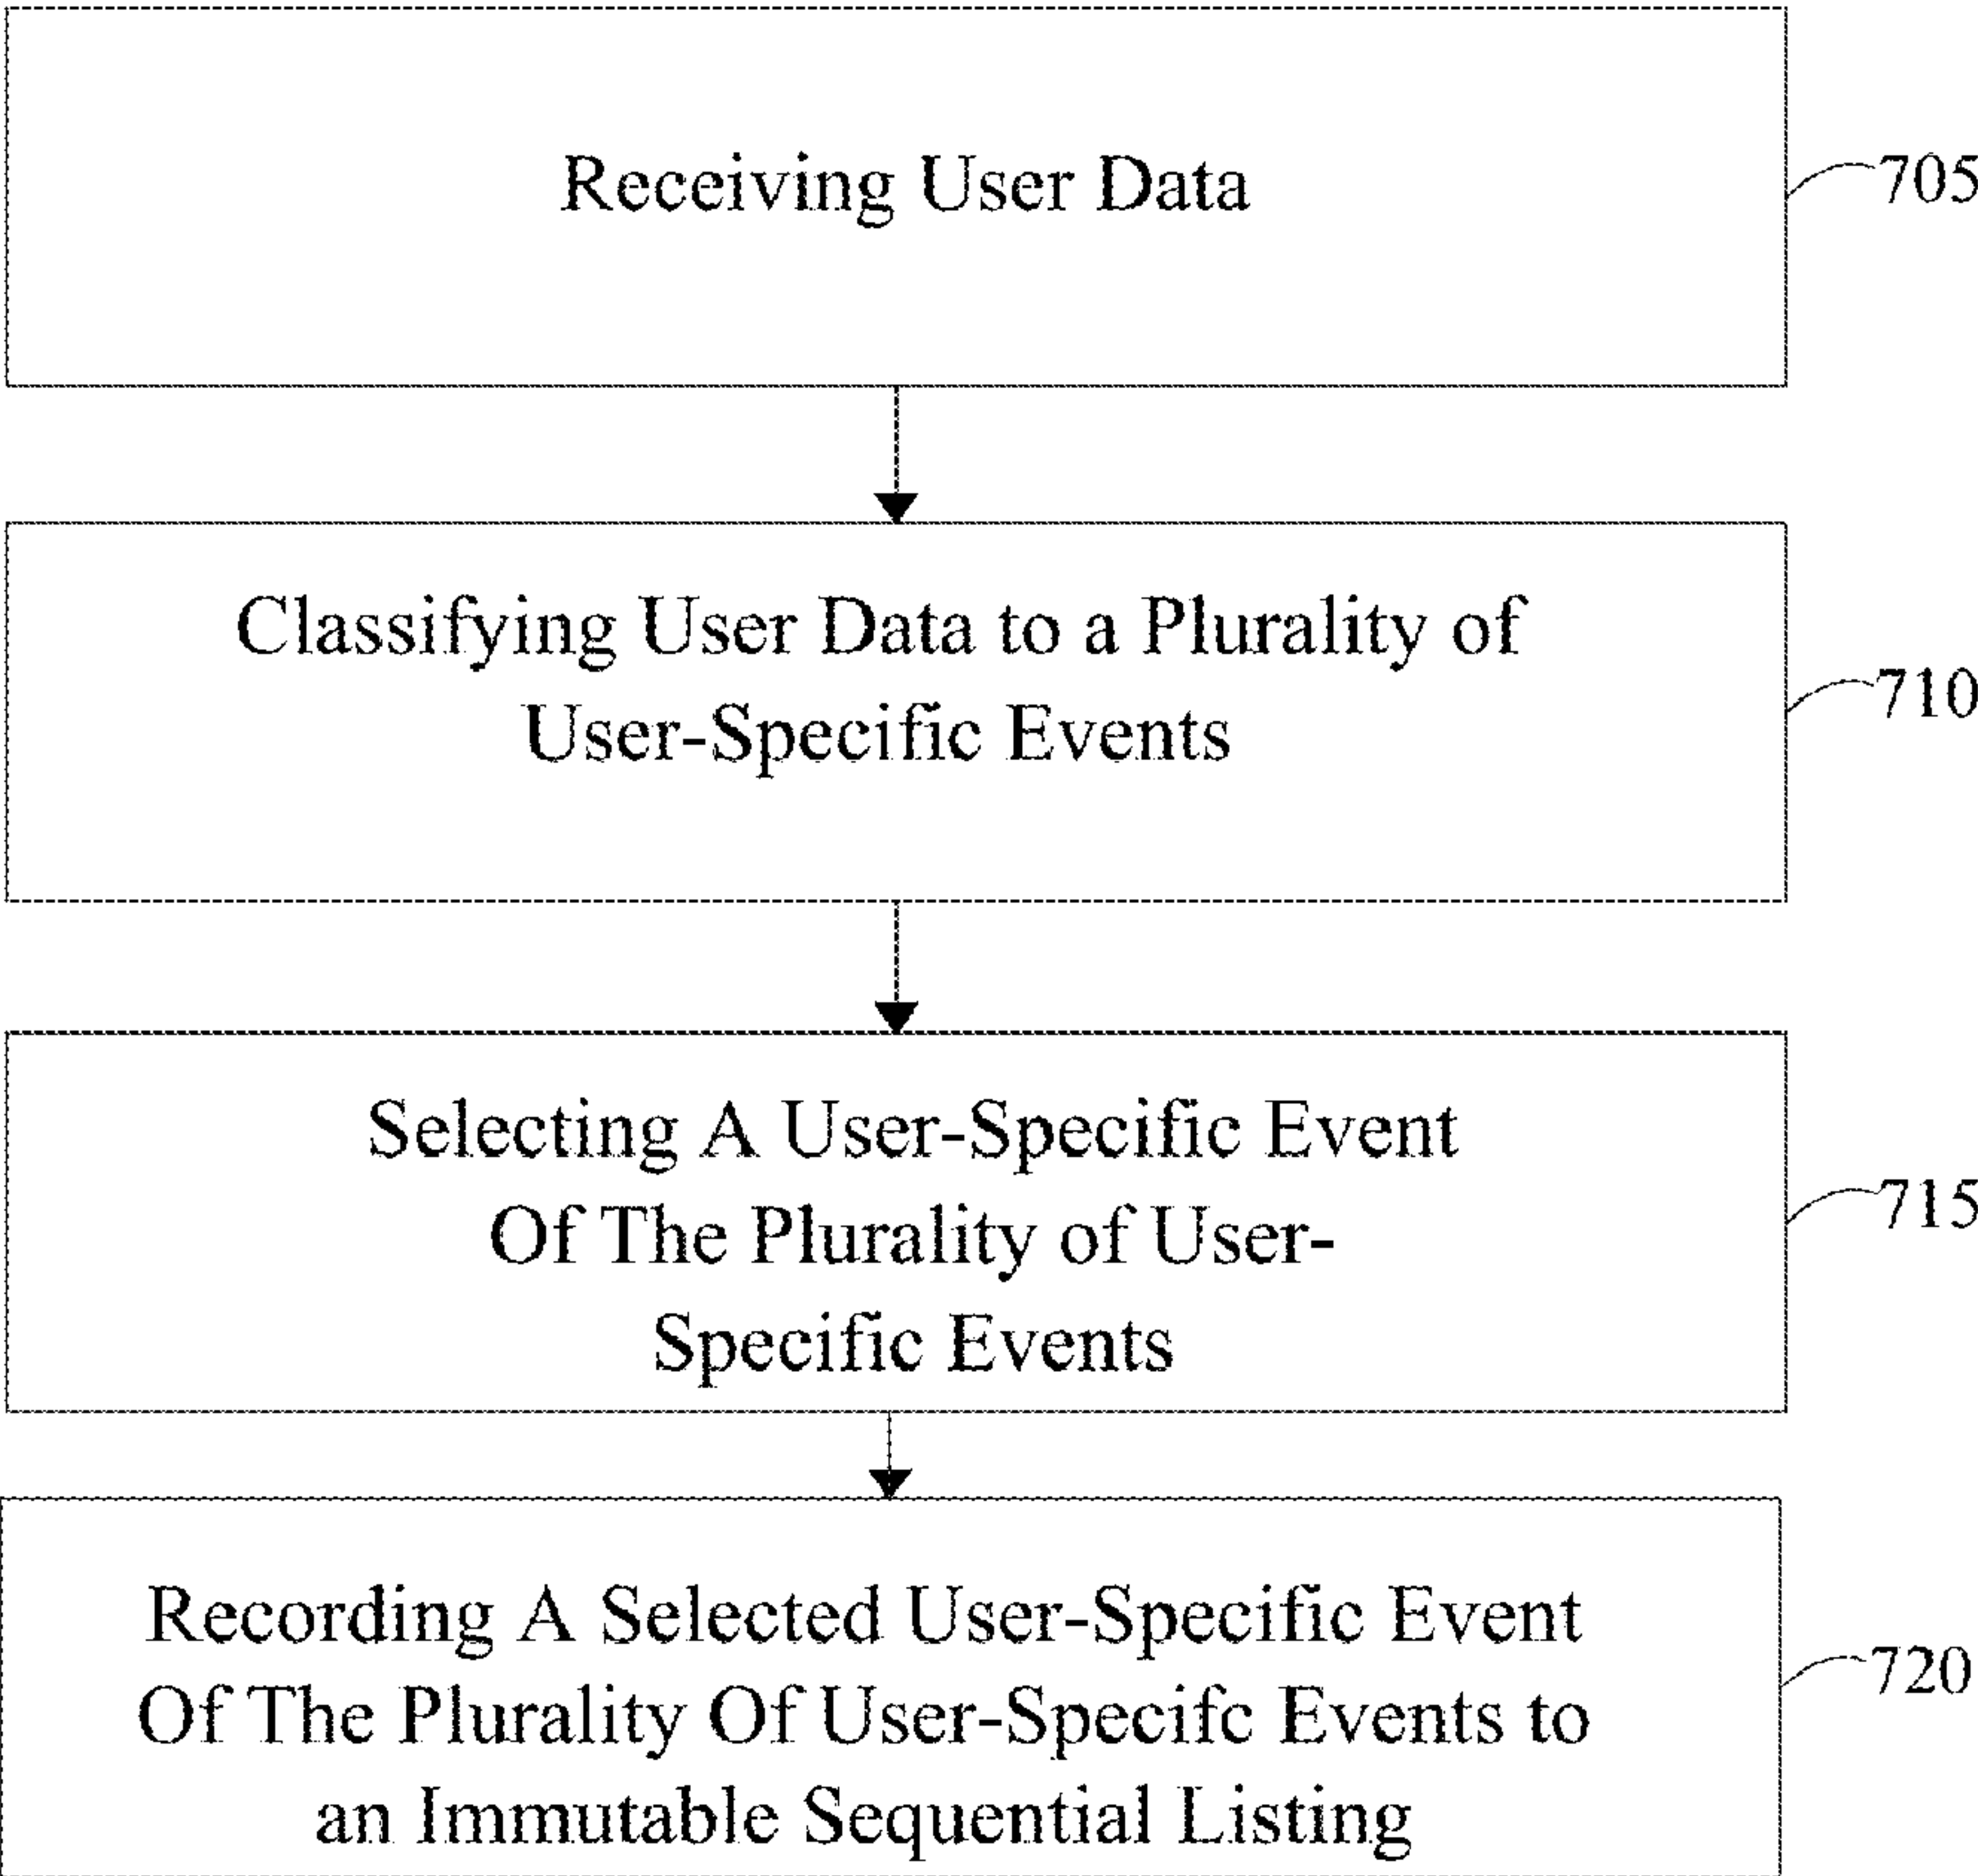 Receiving User Data
705
Classifying User Data to a Plurality of
User-Specific Events
710
Selecting A User-Specific Event
Of The Plurality of User-
Specific Events
715
Recording A Selected User-Specific Event
Of The Plurality Of User-Specifc Events to
an Immutable Sequential Listing
720